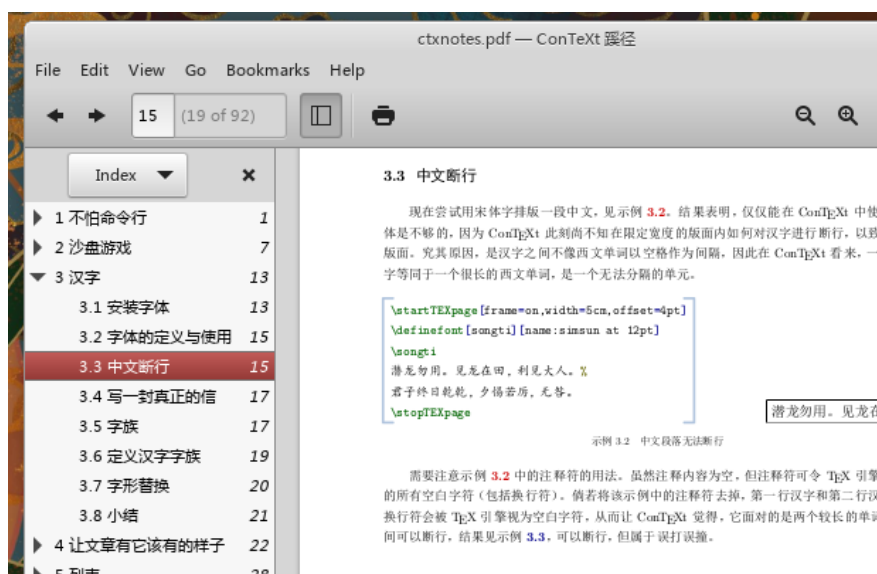 ctxnotes.pdf — ConTeXt 蹊径
File Edit View Go Bookmarks Help
15 (19 of 92)
Index
1 不怕命令行 1
2 沙盘游戏 7
3 汉字 13
3.1 安装字体 13
3.2 字体的定义与使用 15
3.3 中文断行 15
3.4 写一封真正的信 17
3.5 字族 17
3.6 定义汉字字族 19
3.7 字形替换 20
3.8 小结 21
4 让文章有它该有的样子 22
3.3 中文断行
现在尝试用宋体字排版一段中文，见示例 3.2。结果表明，仅仅能在 ConTEXt 中使
体是不够的，因为 ConTEXt 此刻尚不知在限定宽度的版面内如何对汉字进行断行，以致
版面。究其原因，是汉字之间不像西文单词以空格作为间隔，因此在 ConTEXt 看来，一
字等同于一个很长的西文单词，是一个无法分隔的单元。
\startTEXpage[frame=on,width=5cm,offset=4pt]
\definefont[songti][name:simsun at 12pt]
\songti
潜龙勿用。见龙在田，利见大人。%
君子终日乾乾，夕惕若厉，无咎。
\stopTEXpage
潜龙勿用。见龙在
示例 3.2 中文段落无法断行
需要注意示例 3.2 中的注释符的用法。虽然注释内容为空，但注释符可令 TEX 引擎
的所有空白字符（包括换行符）。倘若将该示例中的注释符去掉，第一行汉字和第二行汉
换行符会被 TEX 引擎视为空白字符，从而让 ConTEXt 觉得，它面对的是两个较长的单词
间可以断行，结果见示例 3.3，可以断行，但属于误打误撞。